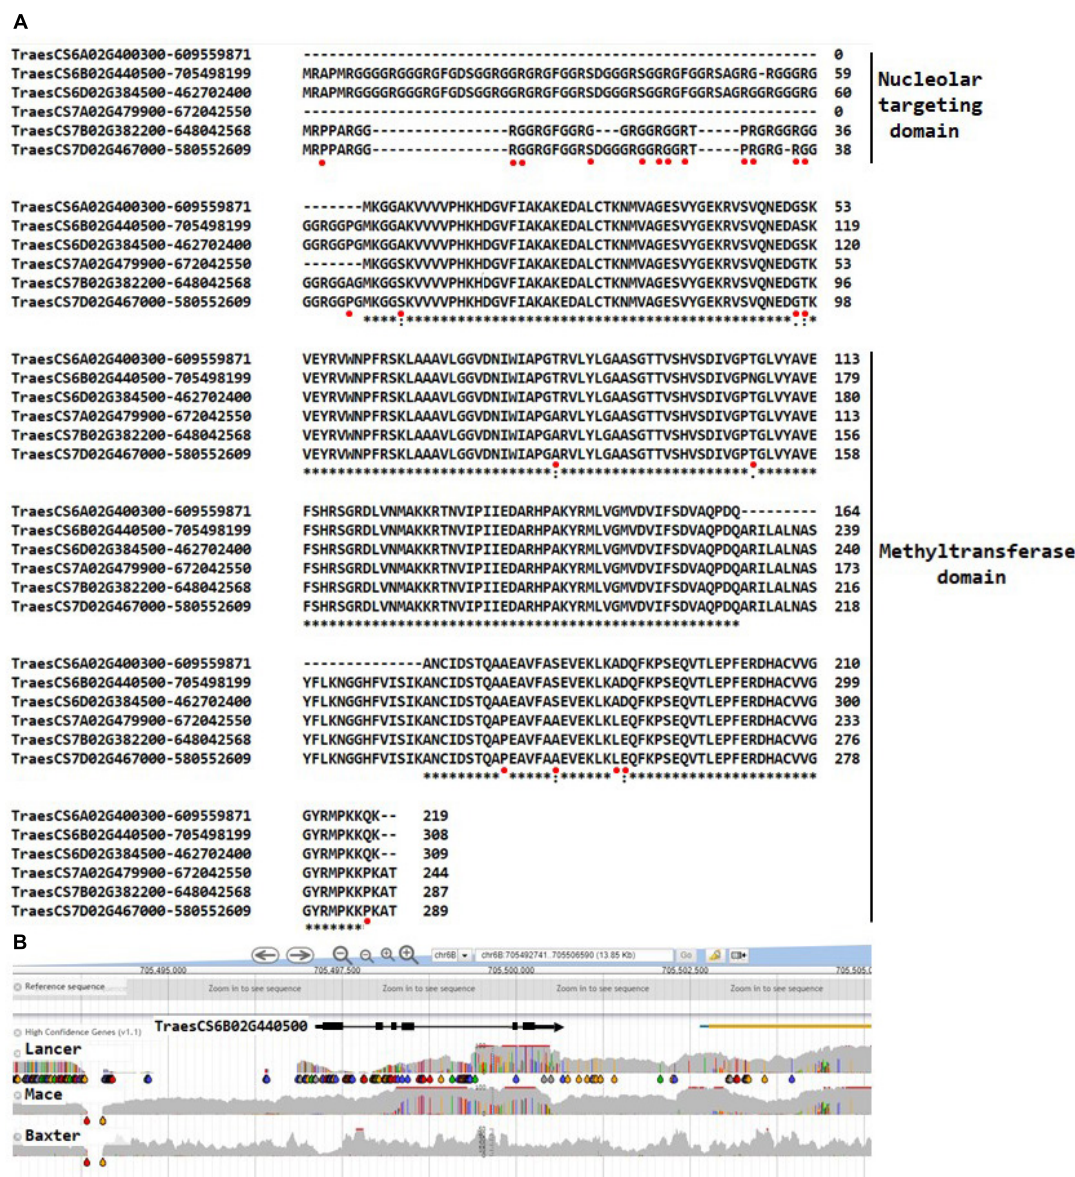 A
TraesCS6A02G400300-609559871 ------------------------------------------------------------ 0
TraesCS6B02G440500-705498199 MRAPMRGGGGRGGGRGFGDSGGRGGRGRGFGGRSDGGGRSGGRGFGGRSAGRG-RGGGRG 59
TraesCS6D02G384500-462702400 MRAPMRGGGGRGGGRGFGDSGGRGGRGRGFGGRSDGGGRSGGRGFGGRSAGRGGRGGGRG 60
TraesCS7A02G479900-672042550 ------------------------------------------------------------ 0
TraesCS7B02G382200-648042568 MRPPARGG----------------RGGRGFGGRG---GRGGRGGRT-----PRGRGGRGG 36
TraesCS7D02G467000-580552609 MRPPARGG----------------RGGRGFGGRSDGGGRGGRGGRT-----PRGRG-RGG 38
Nucleolar
targeting
domain
TraesCS6A02G400300-609559871 -------MKGGAKVVVVPHKHDGVFIAKAKEDALCTKNMVAGESVYGEKRVSVQNEDGSK 53
TraesCS6B02G440500-705498199 GGRGGPGMKGGAKVVVVPHKHDGVFIAKAKEDALCTKNMVAGESVYGEKRVSVQNEDASK 119
TraesCS6D02G384500-462702400 GGRGGPGMKGGAKVVVVPHKHDGVFIAKAKEDALCTKNMVAGESVYGEKRVSVQNEDGSK 120
TraesCS7A02G479900-672042550 -------MKGGSKVVVVPHKHDGVFIAKAKEDALCTKNMVAGESVYGEKRVSVQNEDGTK 53
TraesCS7B02G382200-648042568 GGRGGAGMKGGSKVVVVPHKHDGVFIAKAKEDALCTKNMVAGESVYGEKRVSVQNEDGTK 96
TraesCS7D02G467000-580552609 GGRGGPGMKGGSKVVVVPHKHDGVFIAKAKEDALCTKNMVAGESVYGEKRVSVQNEDGTK 98
****:*********************************************.:*
TraesCS6A02G400300-609559871 VEYRVWNPFRSKLAAAVLGGVDNIWIAPGTRVLYLGAASGTTVSHVSDIVGPTGLVYAVE 113
TraesCS6B02G440500-705498199 VEYRVWNPFRSKLAAAVLGGVDNIWIAPGTRVLYLGAASGTTVSHVSDIVGPNGLVYAVE 179
TraesCS6D02G384500-462702400 VEYRVWNPFRSKLAAAVLGGVDNIWIAPGTRVLYLGAASGTTVSHVSDIVGPTGLVYAVE 180
TraesCS7A02G479900-672042550 VEYRVWNPFRSKLAAAVLGGVDNIWIAPGARVLYLGAASGTTVSHVSDIVGPTGLVYAVE 113
TraesCS7B02G382200-648042568 VEYRVWNPFRSKLAAAVLGGVDNIWIAPGARVLYLGAASGTTVSHVSDIVGPTGLVYAVE 156
TraesCS7D02G467000-580552609 VEYRVWNPFRSKLAAAVLGGVDNIWIAPGARVLYLGAASGTTVSHVSDIVGPTGLVYAVE 158
*****************************:**********************.*******
TraesCS6A02G400300-609559871 FSHRSGRDLVNMAKKRTNVIPIIEDARHPAKYRMLVGMVDVIFSDVAQPDQ--------- 164
TraesCS6B02G440500-705498199 FSHRSGRDLVNMAKKRTNVIPIIEDARHPAKYRMLVGMVDVIFSDVAQPDQARILALNAS 239
TraesCS6D02G384500-462702400 FSHRSGRDLVNMAKKRTNVIPIIEDARHPAKYRMLVGMVDVIFSDVAQPDQARILALNAS 240
TraesCS7A02G479900-672042550 FSHRSGRDLVNMAKKRTNVIPIIEDARHPAKYRMLVGMVDVIFSDVAQPDQARILALNAS 173
TraesCS7B02G382200-648042568 FSHRSGRDLVNMAKKRTNVIPIIEDARHPAKYRMLVGMVDVIFSDVAQPDQARILALNAS 216
TraesCS7D02G467000-580552609 FSHRSGRDLVNMAKKRTNVIPIIEDARHPAKYRMLVGMVDVIFSDVAQPDQARILALNAS 218
***************************************************
Methyltransferase
domain
TraesCS6A02G400300-609559871 --------------ANCIDSTQAAEAVFASEVEKLKADQFKPSEQVTLEPFERDHACVVG 210
TraesCS6B02G440500-705498199 YFLKNGGHFVISIKANCIDSTQAAEAVFASEVEKLKADQFKPSEQVTLEPFERDHACVVG 299
TraesCS6D02G384500-462702400 YFLKNGGHFVISIKANCIDSTQAAEAVFASEVEKLKADQFKPSEQVTLEPFERDHACVVG 300
TraesCS7A02G479900-672042550 YFLKNGGHFVISIKANCIDSTQAPEAVFAAEVEKLKLEQFKPSEQVTLEPFERDHACVVG 233
TraesCS7B02G382200-648042568 YFLKNGGHFVISIKANCIDSTQAPEAVFAAEVEKLKLEQFKPSEQVTLEPFERDHACVVG 276
TraesCS7D02G467000-580552609 YFLKNGGHFVISIKANCIDSTQAPEAVFAAEVEKLKLEQFKPSEQVTLEPFERDHACVVG 278
********* *****:****** :**********************
TraesCS6A02G400300-609559871 GYRMPKKQK-- 219
TraesCS6B02G440500-705498199 GYRMPKKQK-- 308
TraesCS6D02G384500-462702400 GYRMPKKQK-- 309
TraesCS7A02G479900-672042550 GYRMPKKPKAT 244
TraesCS7B02G382200-648042568 GYRMPKKPKAT 287
TraesCS7D02G467000-580552609 GYRMPKKPKAT 289
*******
B
chr6B chr6B:705492741..705506590 (13.85 Kb) Go
705,495,000 705,497,500 705,500,000 705,502,500 705,505,
Reference sequence Zoom in to see sequence Zoom in to see sequence Zoom in to see sequence Zoom in to see sequence
High Confidence Genes (v1.1) TraesCS6B02G440500
Lancer
Mace
Baxter